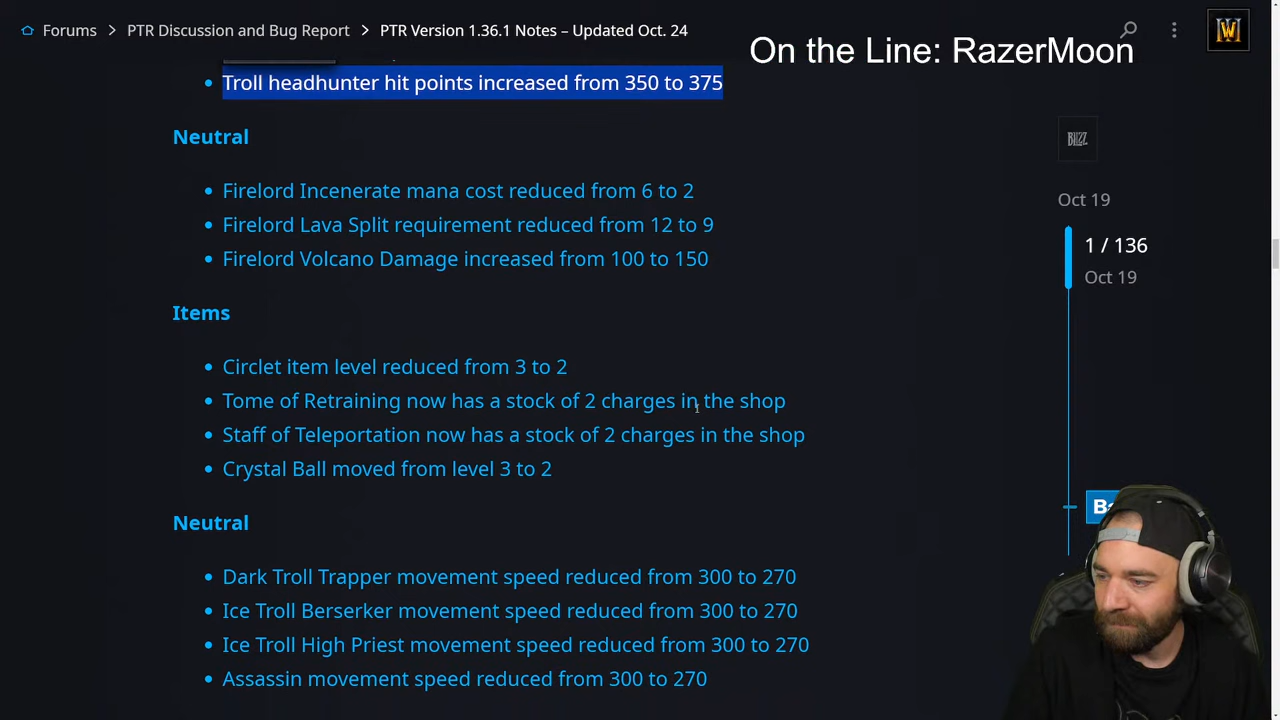 Forums > PTR Discussion and Bug Report > PTR Version 1.36.1 Notes – Updated Oct. 24
On the Line: RazerMoon
Troll headhunter hit points increased from 350 to 375
Neutral
Firelord Incenerate mana cost reduced from 6 to 2
Firelord Lava Split requirement reduced from 12 to 9
Firelord Volcano Damage increased from 100 to 150
Items
Circlet item level reduced from 3 to 2
Tome of Retraining now has a stock of 2 charges in the shop
Staff of Teleportation now has a stock of 2 charges in the shop
Crystal Ball moved from level 3 to 2
Neutral
Dark Troll Trapper movement speed reduced from 300 to 270
Ice Troll Berserker movement speed reduced from 300 to 270
Ice Troll High Priest movement speed reduced from 300 to 270
Assassin movement speed reduced from 300 to 270
BLIZZ
Oct 19
1 / 136
Oct 19